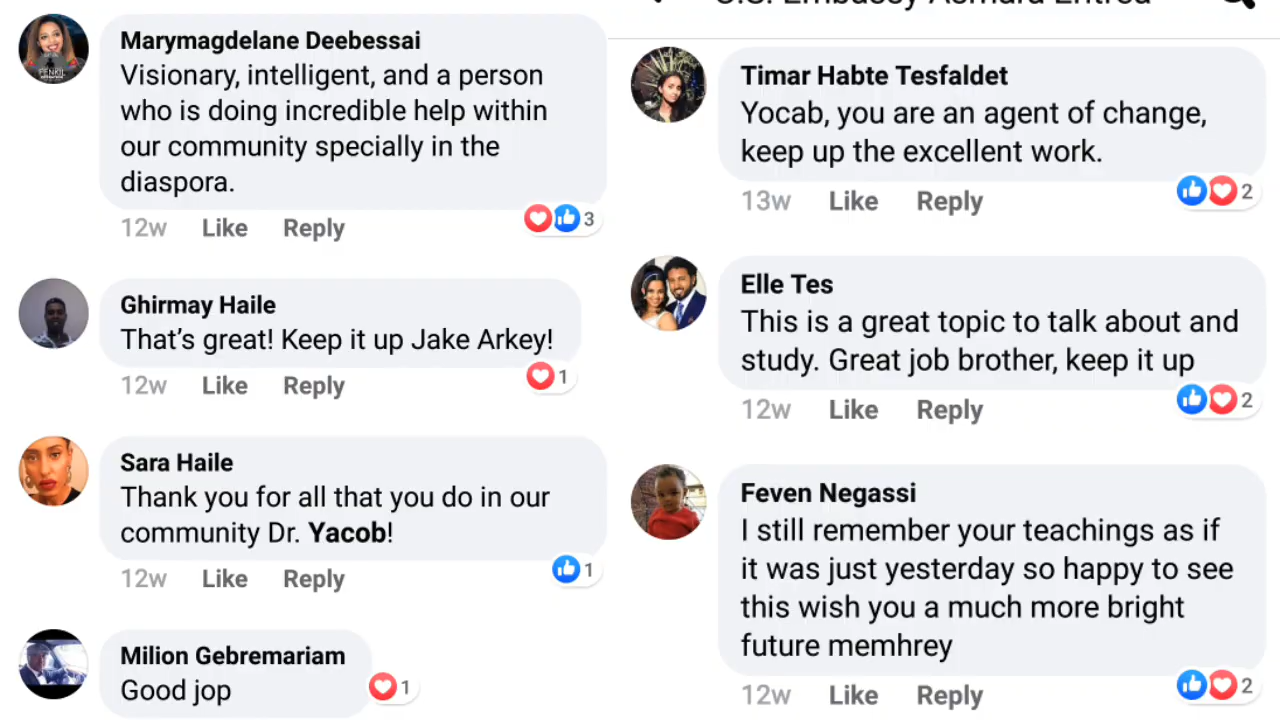 Marymagdelane Deebessai
Visionary, intelligent, and a person
who is doing incredible help within
our community specially in the
diaspora.
12w Like Reply 3
Ghirmay Haile
That's great! Keep it up Jake Arkey!
12w Like Reply 1
Sara Haile
Thank you for all that you do in our
community Dr. Yacob!
12w Like Reply 1
Milion Gebremariam
Good jop
1
U.S. Embassy Asmara Eritrea
Timar Habte Tesfaldet
Yocab, you are an agent of change,
keep up the excellent work.
13w Like Reply 2
Elle Tes
This is a great topic to talk about and
study. Great job brother, keep it up
12w Like Reply 2
Feven Negassi
I still remember your teachings as if
it was just yesterday so happy to see
this wish you a much more bright
future memhrey
12w Like Reply 2